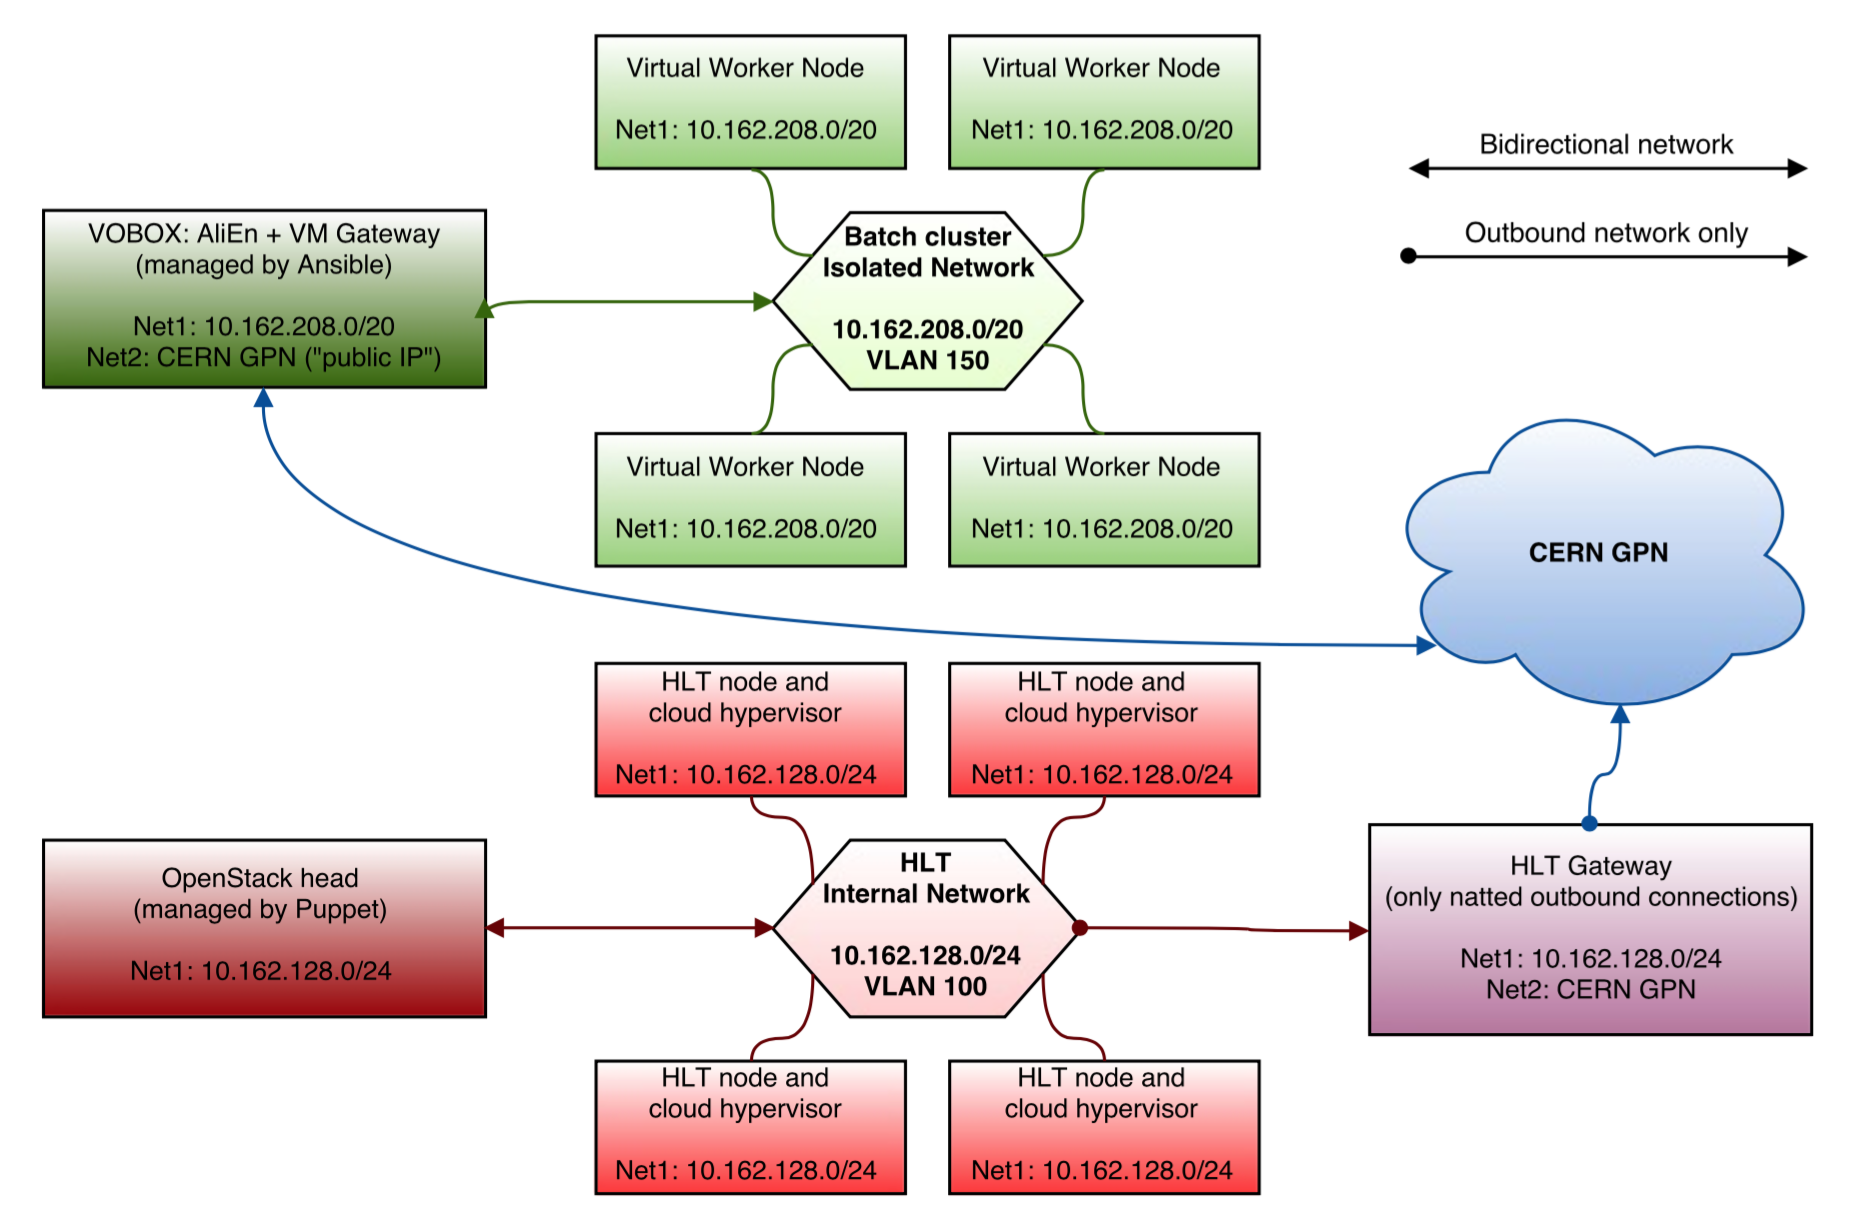 Virtual Worker Node
Net1: 10.162.208.0/20
Virtual Worker Node
Net1: 10.162.208.0/20
Bidirectional network
Outbound network only
VOBOX: AliEn + VM Gateway
(managed by Ansible)
Net1: 10.162.208.0/20
Net2: CERN GPN ("public IP")
Batch cluster
Isolated Network
10.162.208.0/20
VLAN 150
Virtual Worker Node
Net1: 10.162.208.0/20
Virtual Worker Node
Net1: 10.162.208.0/20
CERN GPN
HLT node and
cloud hypervisor
Net1: 10.162.128.0/24
HLT node and
cloud hypervisor
Net1: 10.162.128.0/24
OpenStack head
(managed by Puppet)
Net1: 10.162.128.0/24
HLT
Internal Network
10.162.128.0/24
VLAN 100
HLT Gateway
(only natted outbound connections)
Net1: 10.162.128.0/24
Net2: CERN GPN
HLT node and
cloud hypervisor
Net1: 10.162.128.0/24
HLT node and
cloud hypervisor
Net1: 10.162.128.0/24